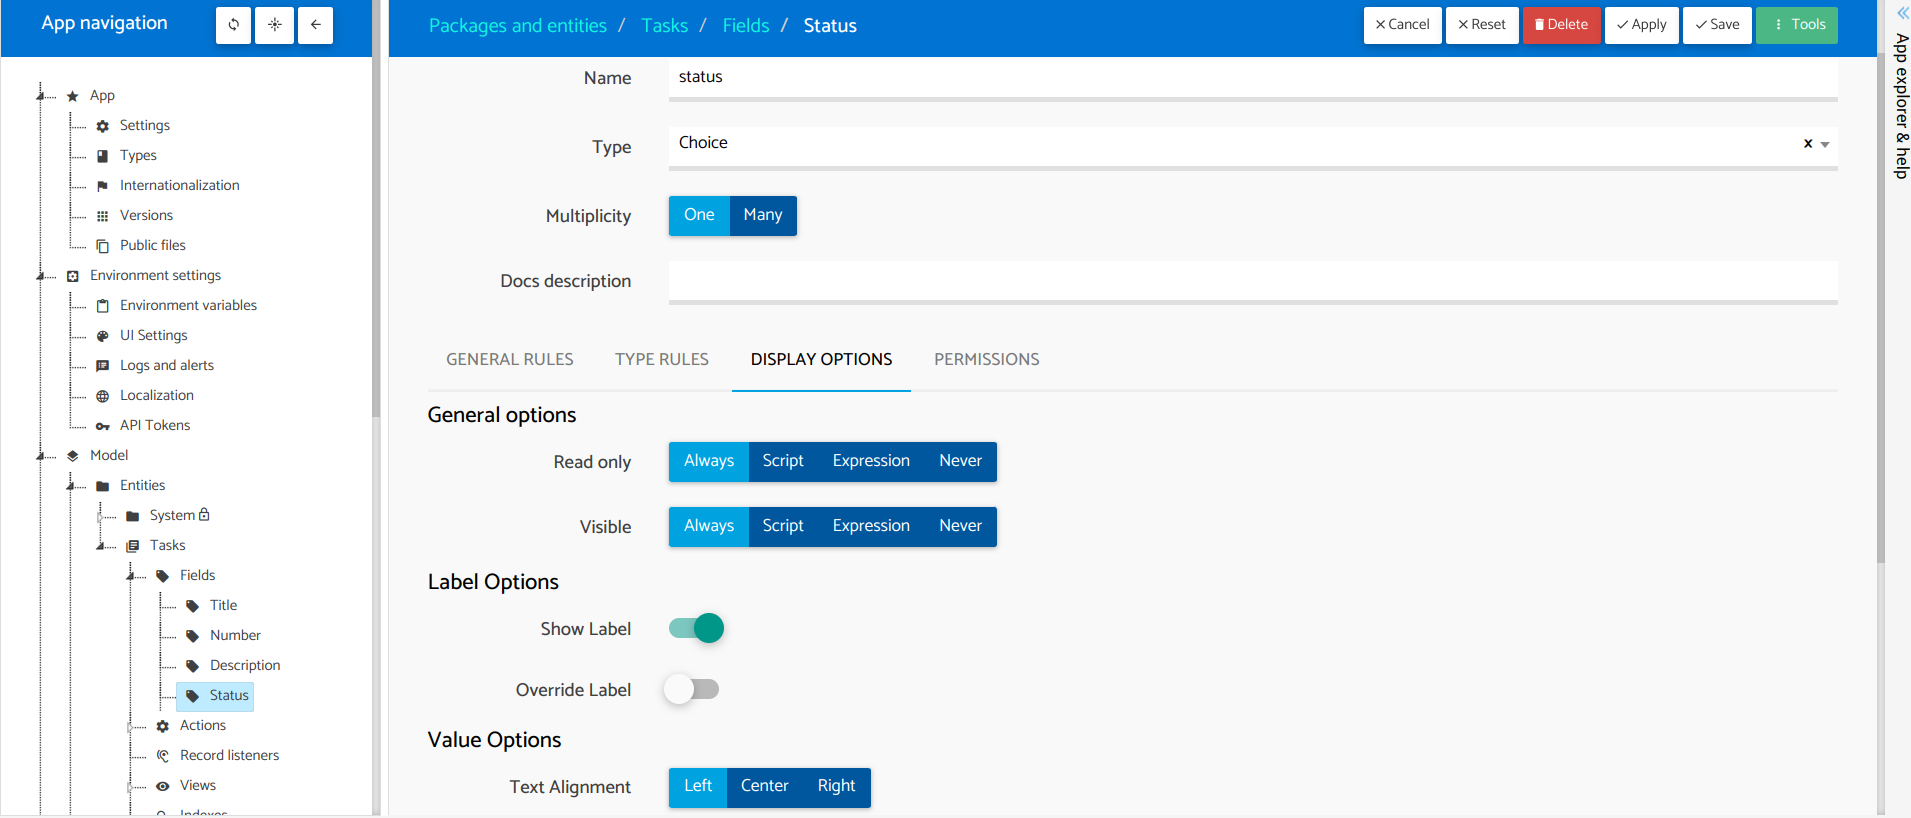 App navigation
Packages and entities / Tasks / Fields / Status
Cancel
Reset
Delete
Apply
Save
Tools
App explorer & help
App
Settings
Types
Internationalization
Versions
Public files
Environment settings
Environment variables
UI Settings
Logs and alerts
Localization
API Tokens
Model
Entities
System
Tasks
Fields
Title
Number
Description
Status
Actions
Record listeners
Views
Indexes
Name status
Type Choice x
Multiplicity One Many
Docs description
GENERAL RULES TYPE RULES DISPLAY OPTIONS PERMISSIONS
General options
Read only Always Script Expression Never
Visible Always Script Expression Never
Label Options
Show Label
Override Label
Value Options
Text Alignment Left Center Right